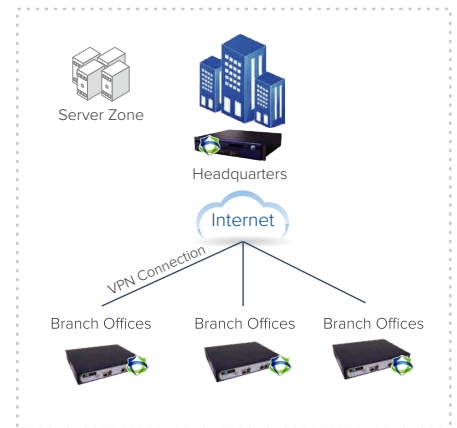 Server Zone
Headquarters
Internet
VPN Connection
Branch Offices
Branch Offices
Branch Offices